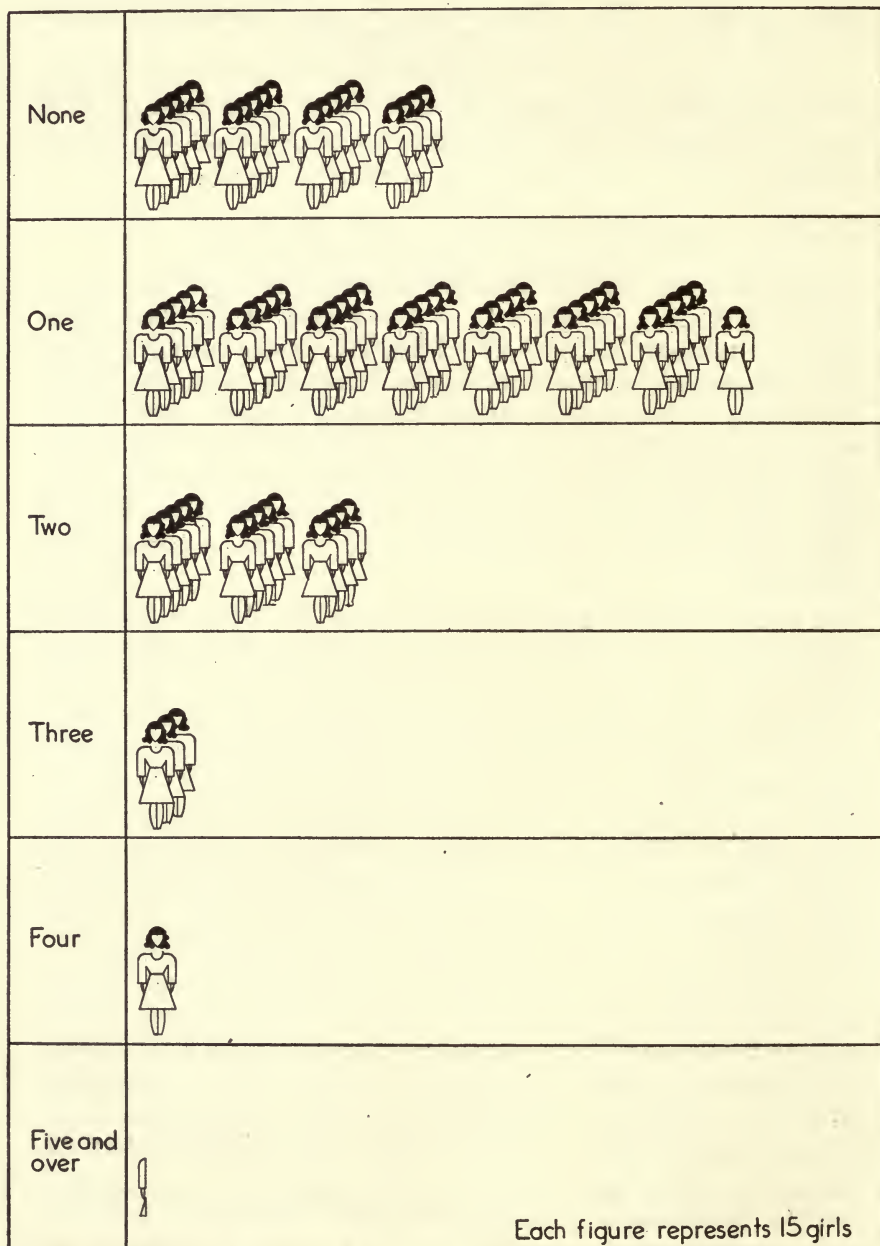 None
One
Two
Three
Four
Five and
over
Each figure represents 15 girls